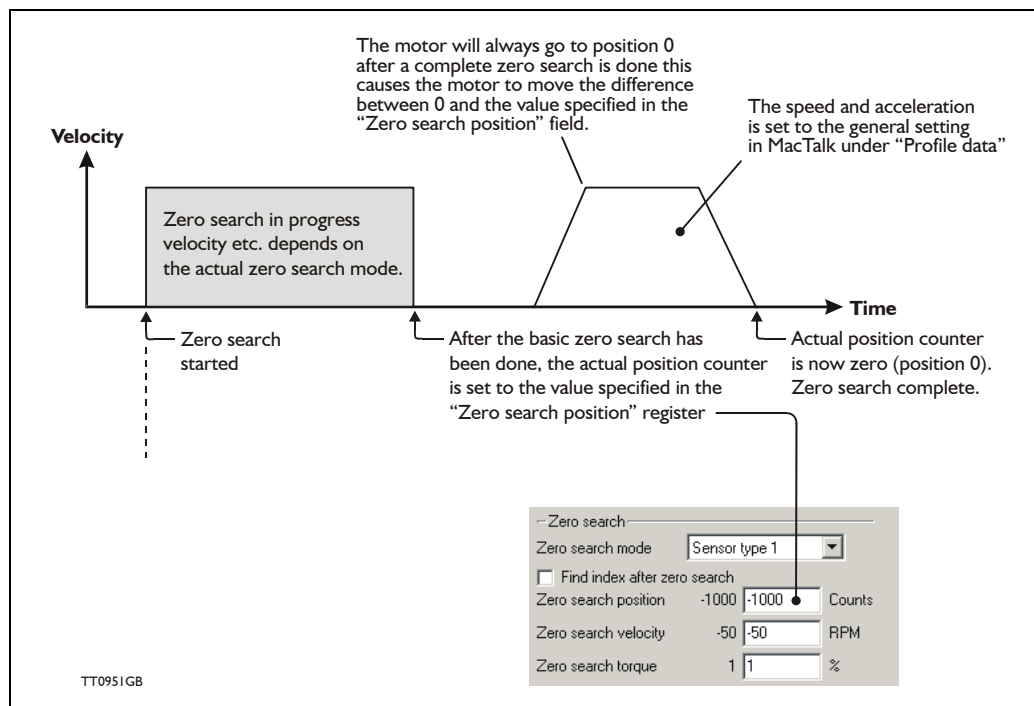 The motor will always go to position 0
after a complete zero search is done this
causes the motor to move the difference
between 0 and the value specified in the
“Zero search position” field.
The speed and acceleration
is set to the general setting
in MacTalk under “Profile data”
Velocity
Zero search in progress
velocity etc. depends on
the actual zero search mode.
Time
Zero search
started
After the basic zero search has
been done, the actual position counter
is set to the value specified in the
“Zero search position” register
Actual position counter
is now zero (position 0).
Zero search complete.
Zero search
Zero search mode Sensor type 1
Find index after zero search
Zero search position -1000 -1000 Counts
Zero search velocity -50 -50 RPM
Zero search torque 1 1 %
TT0951GB